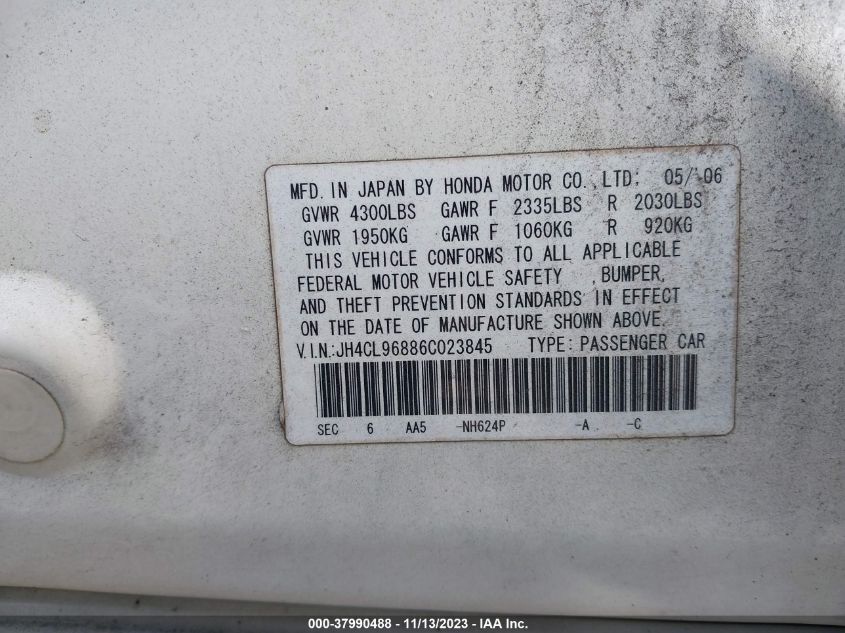 MFD. IN JAPAN BY HONDA MOTOR CO., LTD; 05/06
GVWR 4300LBS GAWR F 2335LBS R 2030LBS
GVWR 1950KG GAWR F 1060KG R 920KG
THIS VEHICLE CONFORMS TO ALL APPLICABLE
FEDERAL MOTOR VEHICLE SAFETY , BUMPER,
AND THEFT PREVENTION STANDARDS IN EFFECT
ON THE DATE OF MANUFACTURE SHOWN ABOVE.
V.I.N.:JH4CL96886C023845 TYPE: PASSENGER CAR
SEC 6 AA5 -NH624P -A -C
000-37990488 - 11/13/2023 - IAA Inc.